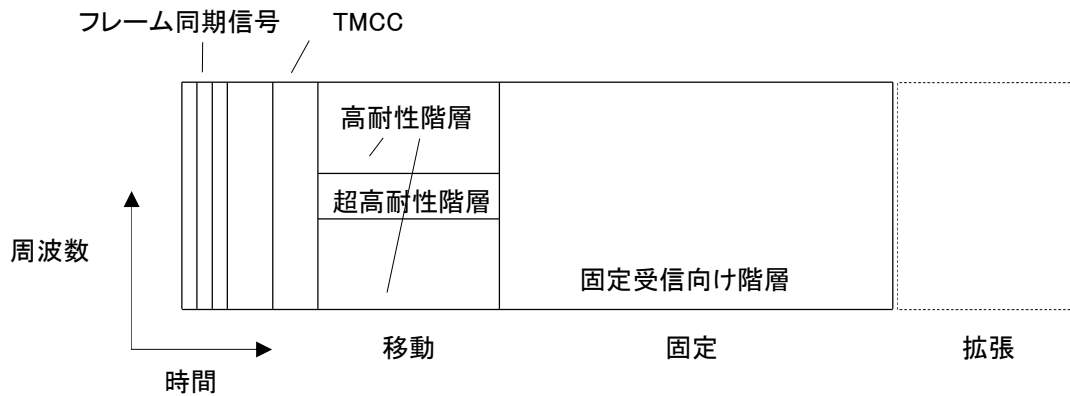 フレーム同期信号
TMCC
高耐性階層
超高耐性階層
周波数
固定受信向け階層
移動
固定
拡張
時間